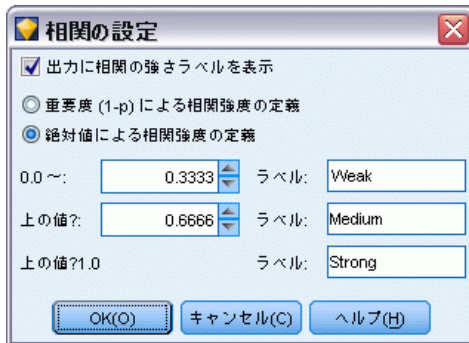 相関の設定
出力に相関の強さラベルを表示
重要度 (1-p) による相関強度の定義
絶対値による相関強度の定義
0.0 ～: 0.3333 ラベル: Weak
上の値?: 0.6666 ラベル: Medium
上の値?1.0 ラベル: Strong
OK(O) キャンセル(C) ヘルプ(H)